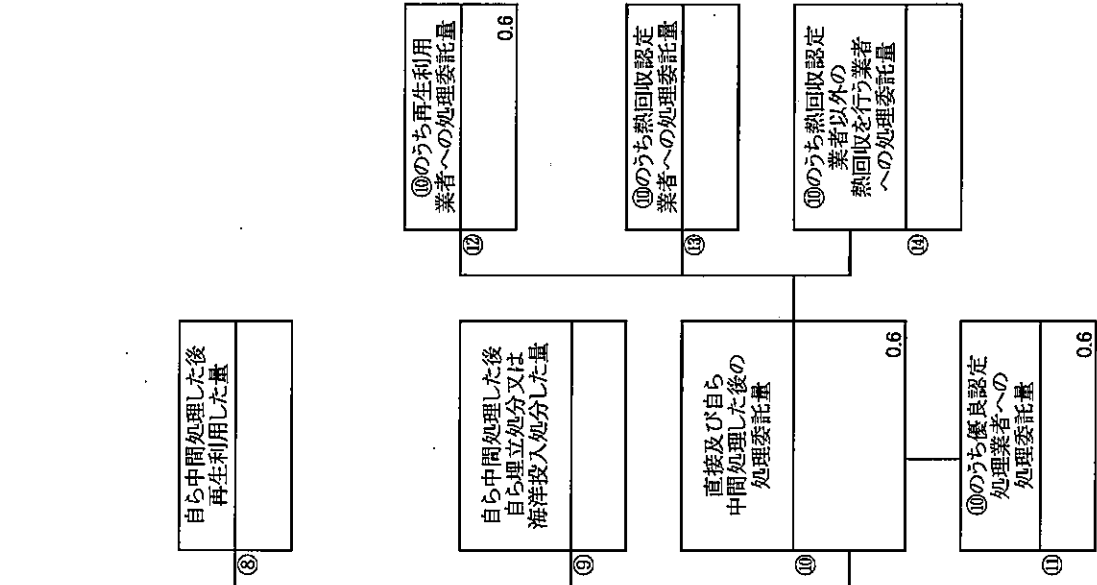 ⑧
自ら中間処理した後
再生利用した量
⑨
自ら中間処理した後
自ら埋立処分又は
海洋投入処分した量
⑩
直接及び自ら
中間処理した後の
処理委託量
0.6
⑪
⑩のうち優良認定
処理業者への
処理委託量
0.6
⑫
⑩のうち再生利用
業者への処理委託量
0.6
⑬
⑩のうち熱回収認定
業者への処理委託量
⑭
⑩のうち熱回収認定
業者以外の
熱回収を行う業者
への処理委託量